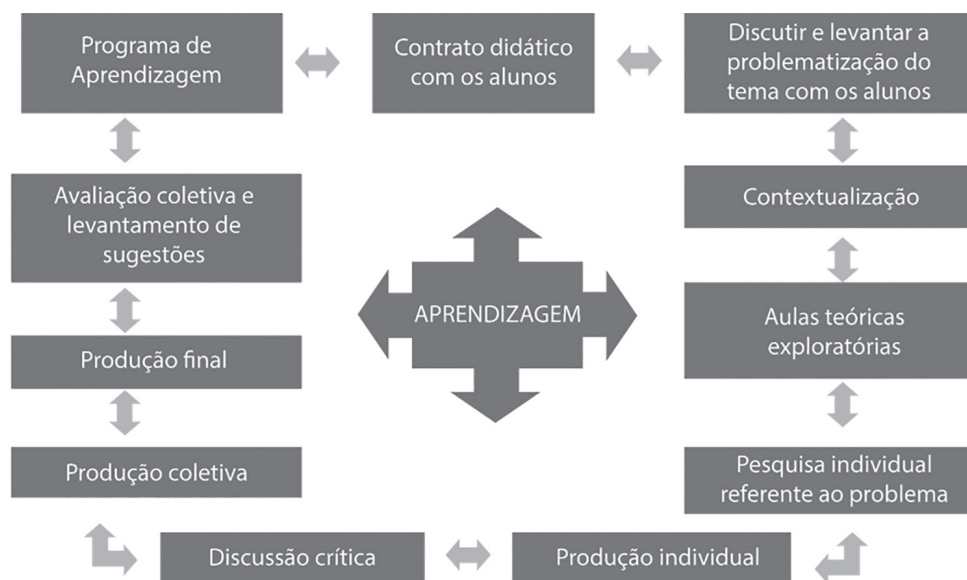 Programa de
Aprendizagem
Contrato didático
com os alunos
Discutir e levantar a
problematização do
tema com os alunos
Avaliação coletiva e
levantamento de
sugestões
Contextualização
APRENDIZAGEM
Aulas teóricas
exploratórias
Produção final
Produção coletiva
Pesquisa individual
referente ao problema
Discussão crítica
Produção individual